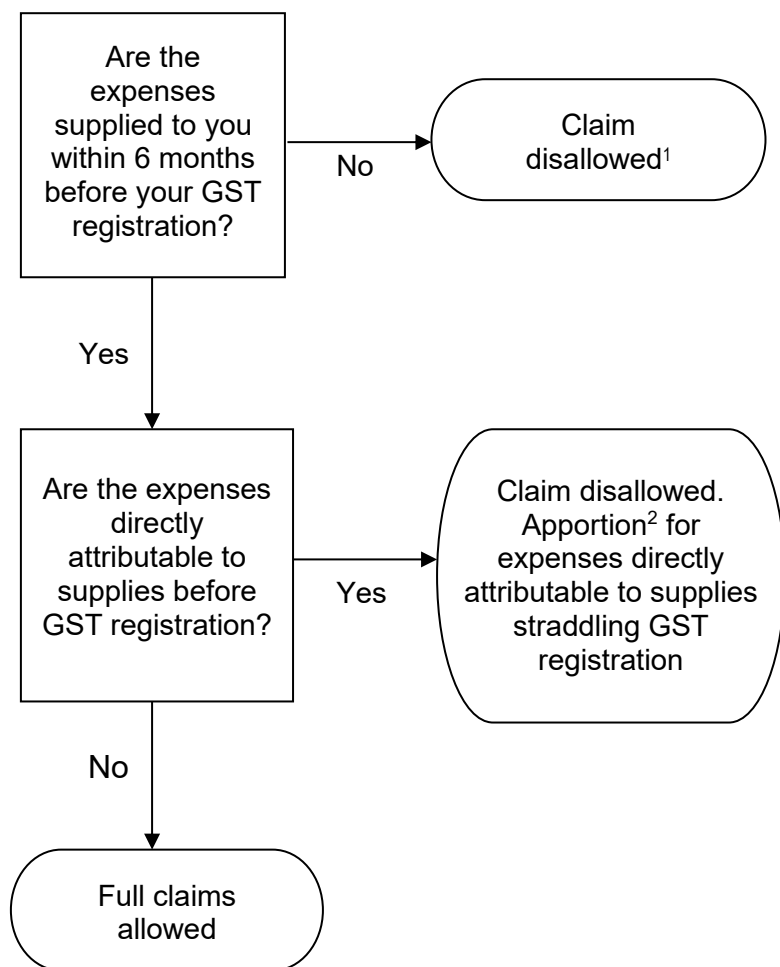 Are the
expenses
supplied to you
within 6 months
before your GST
registration?
No
Claim
disallowed¹
Yes
Are the expenses
directly
attributable to
supplies before
GST registration?
Yes
Claim disallowed.
Apportion² for
expenses directly
attributable to supplies
straddling GST
registration
No
Full claims
allowed